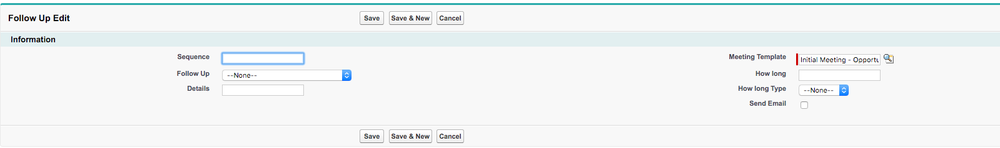 Follow Up Edit
Save
Save & New
Cancel
Information
Sequence
Meeting Template
Initial Meeting - Opportu
Follow Up
--None--
How long
Details
How long Type
--None--
Send Email
Save
Save & New
Cancel